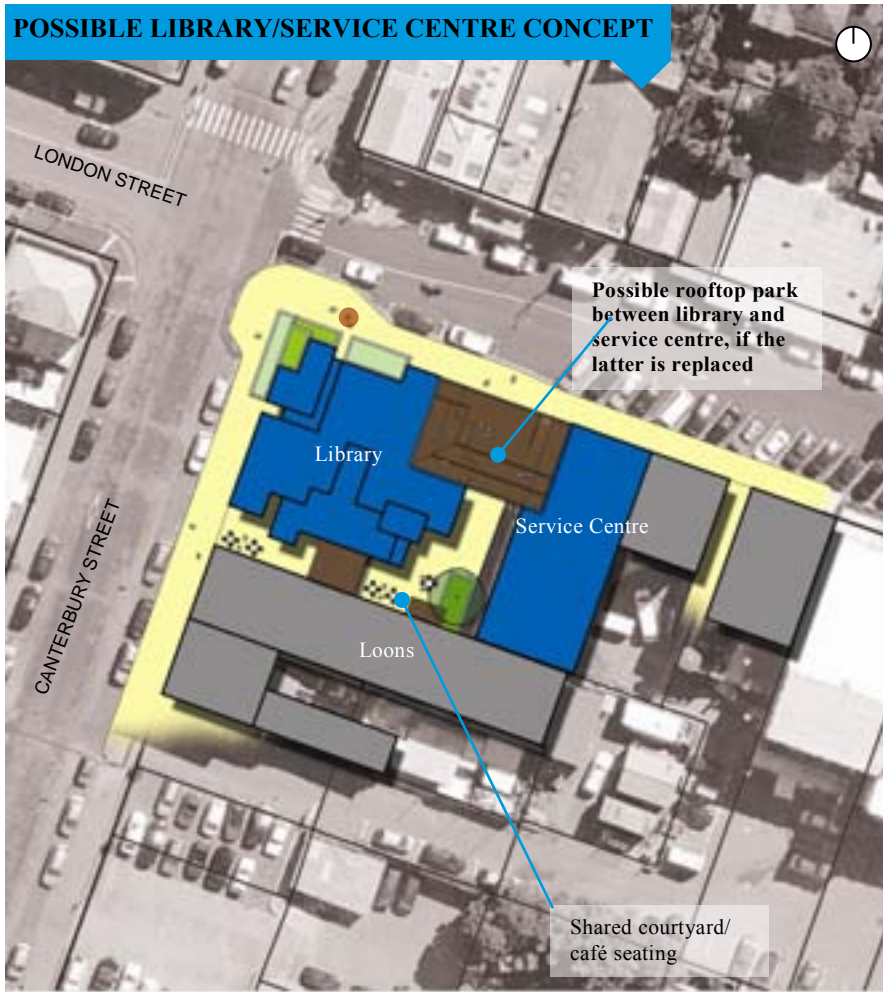 POSSIBLE LIBRARY/SERVICE CENTRE CONCEPT
LONDON STREET
Possible rooftop park
between library and
service centre, if the
latter is replaced
Library
Service Centre
CANTERBURY STREET
Loons
Shared courtyard/
café seating